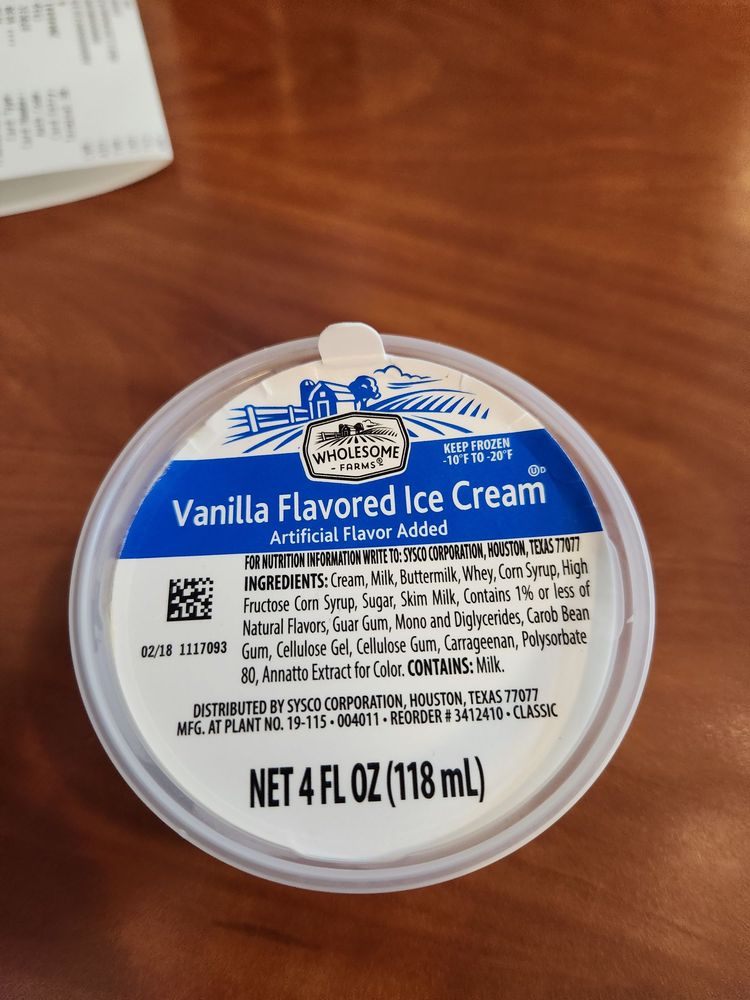 WHOLESOME
- FARMS®
KEEP FROZEN
-10°F TO -20°F
Vanilla Flavored Ice Cream
ⓊD
Artificial Flavor Added
FOR NUTRITION INFORMATION WRITE TO: SYSCO CORPORATION, HOUSTON, TEXAS 77077
INGREDIENTS: Cream, Milk, Buttermilk, Whey, Corn Syrup, High
Fructose Corn Syrup, Sugar, Skim Milk, Contains 1% or less of
Natural Flavors, Guar Gum, Mono and Diglycerides, Carob Bean
Gum, Cellulose Gel, Cellulose Gum, Carrageenan, Polysorbate
80, Annatto Extract for Color. CONTAINS: Milk.
02/18 1117093
DISTRIBUTED BY SYSCO CORPORATION, HOUSTON, TEXAS 77077
MFG. AT PLANT NO. 19-115 • 004011 • REORDER # 3412410 • CLASSIC
NET 4 FL OZ (118 mL)